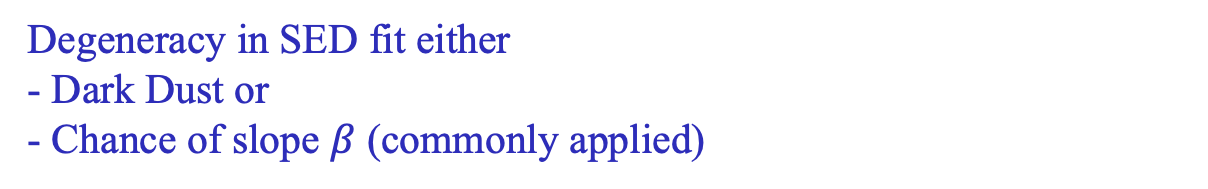 Degeneracy in SED fit either
- Dark Dust or
- Chance of slope β (commonly applied)